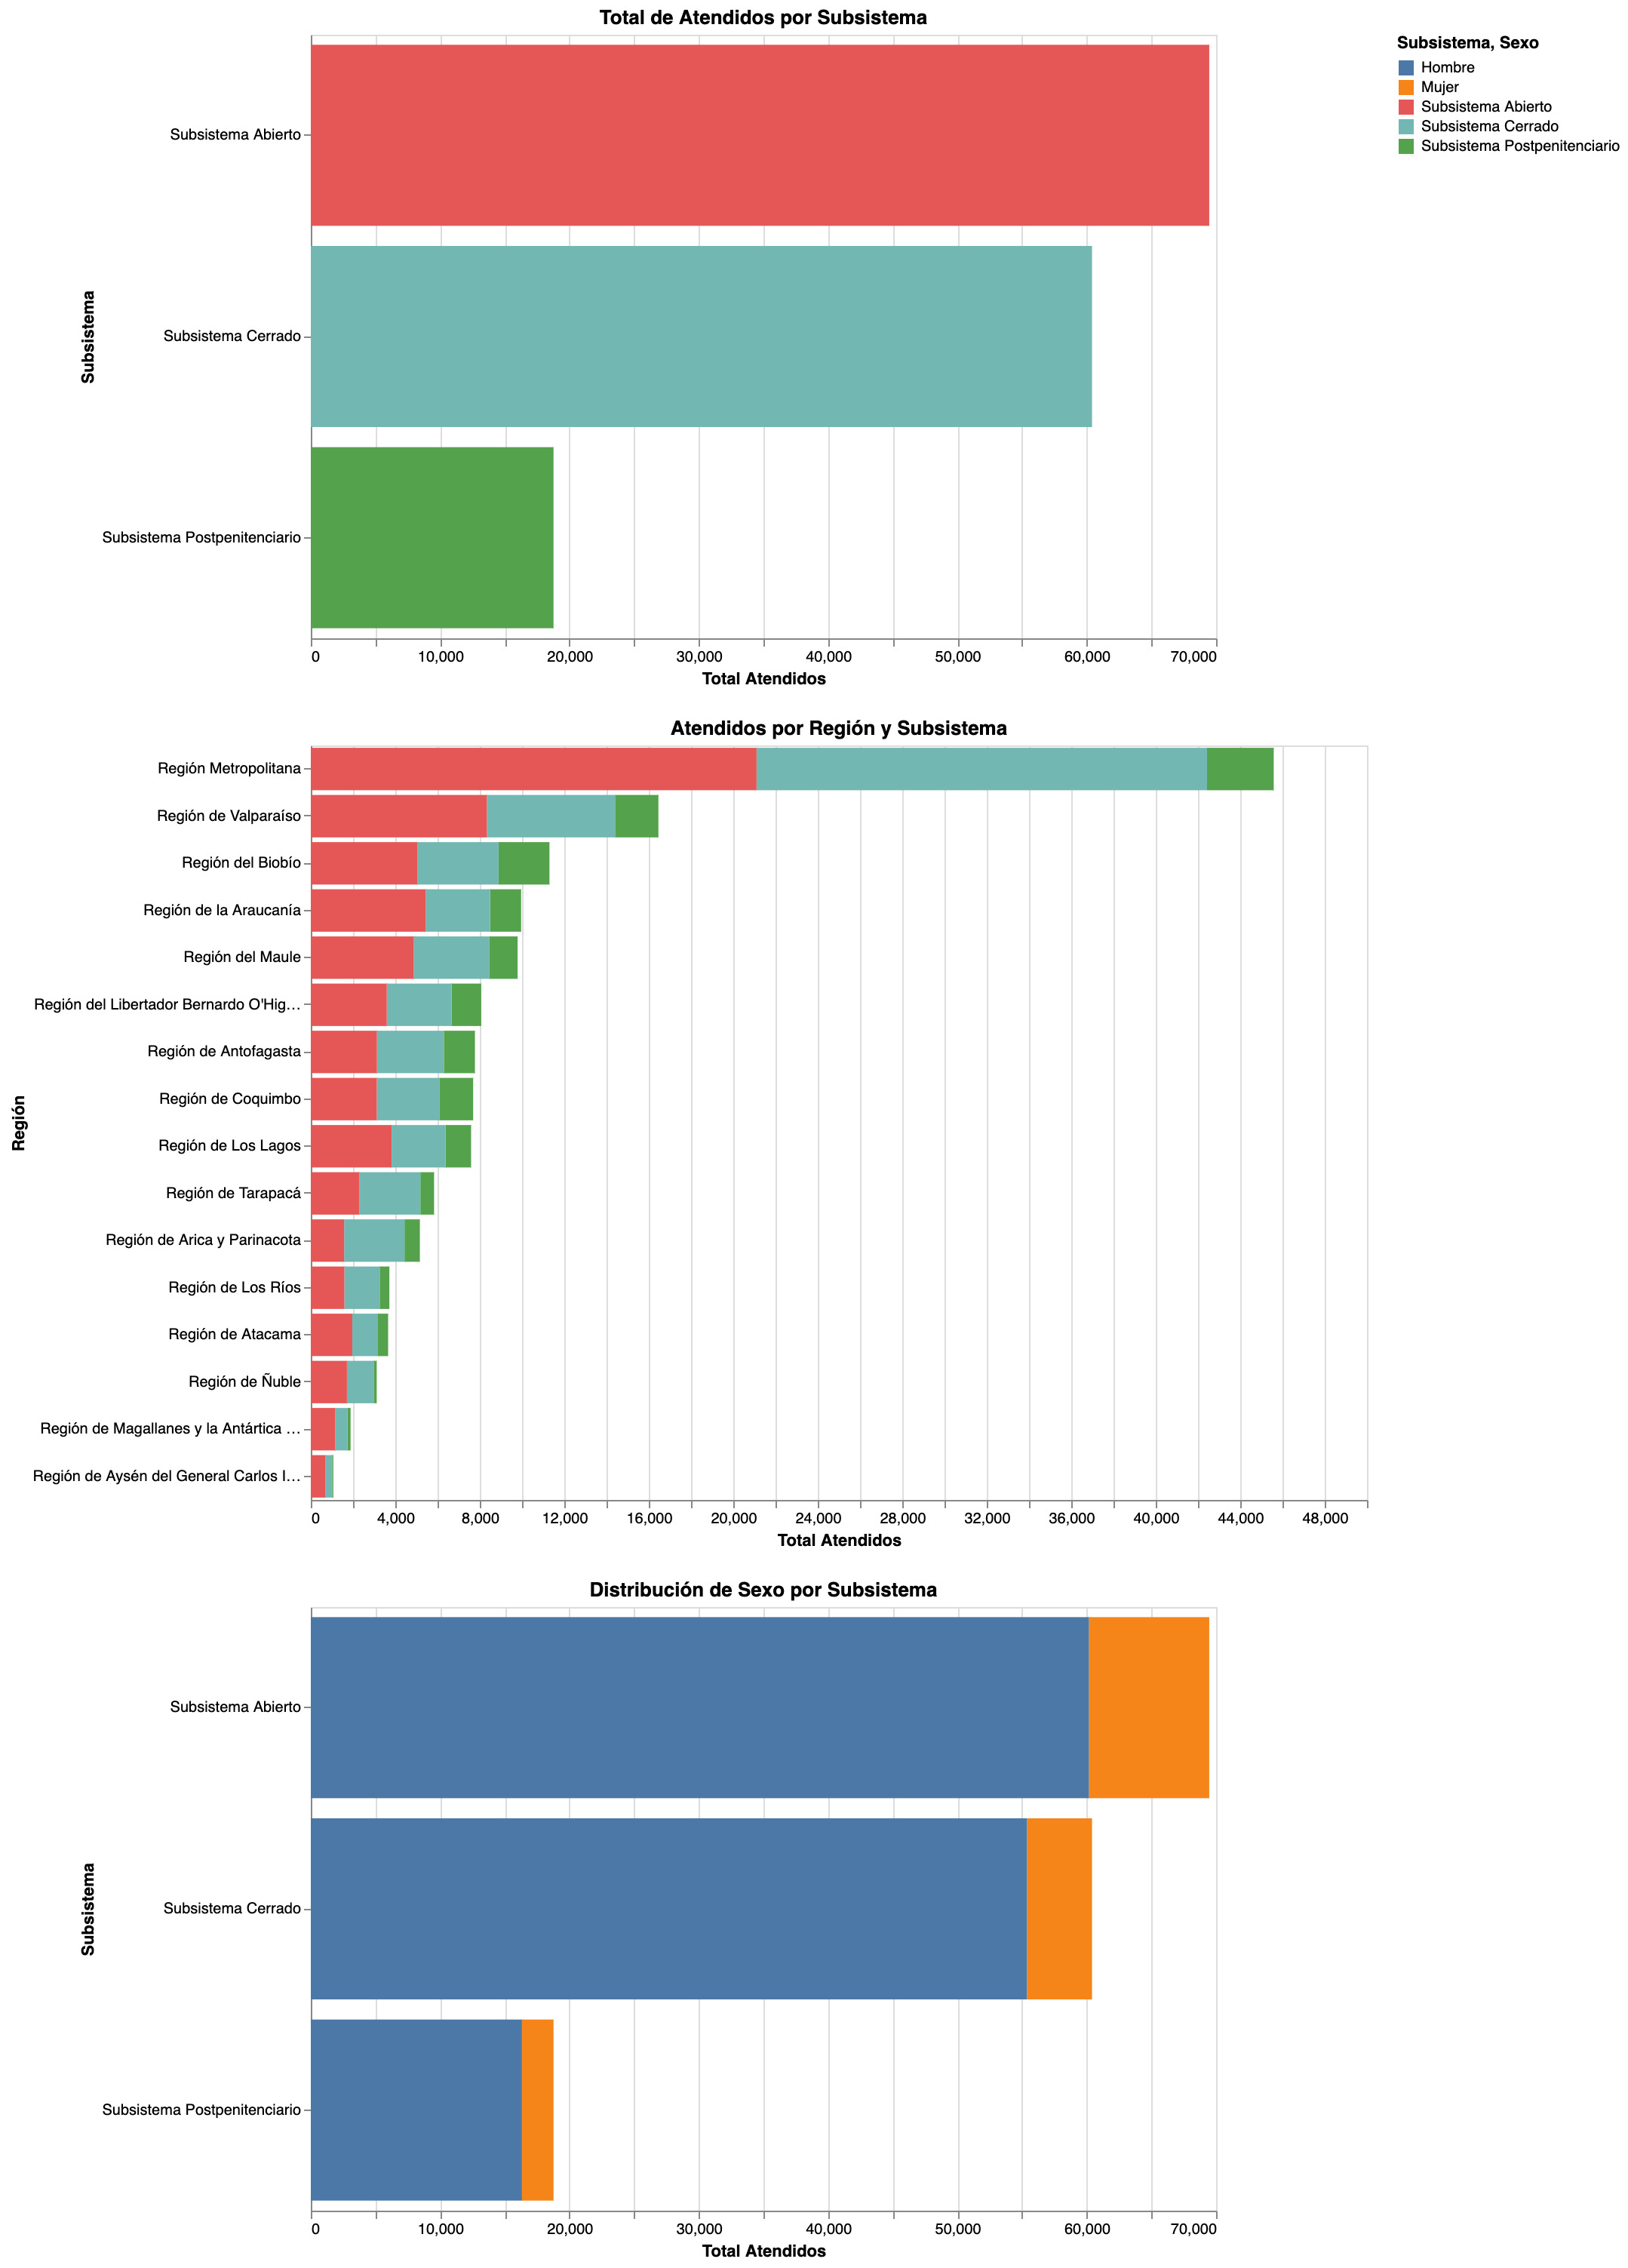 Total de Atendidos por Subsistema
Subsistema, Sexo
Hombre
Mujer
Subsistema Abierto
Subsistema Cerrado
Subsistema Postpenitenciario
Subsistema
Subsistema Abierto
Subsistema Cerrado
Subsistema Postpenitenciario
0 10,000 20,000 30,000 40,000 50,000 60,000 70,000
Total Atendidos
Atendidos por Región y Subsistema
Región
Región Metropolitana
Región de Valparaíso
Región del Biobío
Región de la Araucanía
Región del Maule
Región del Libertador Bernardo O'Hig…
Región de Antofagasta
Región de Coquimbo
Región de Los Lagos
Región de Tarapacá
Región de Arica y Parinacota
Región de Los Ríos
Región de Atacama
Región de Ñuble
Región de Magallanes y la Antártica …
Región de Aysén del General Carlos I…
0 4,000 8,000 12,000 16,000 20,000 24,000 28,000 32,000 36,000 40,000 44,000 48,000
Total Atendidos
Distribución de Sexo por Subsistema
Subsistema
Subsistema Abierto
Subsistema Cerrado
Subsistema Postpenitenciario
0 10,000 20,000 30,000 40,000 50,000 60,000 70,000
Total Atendidos